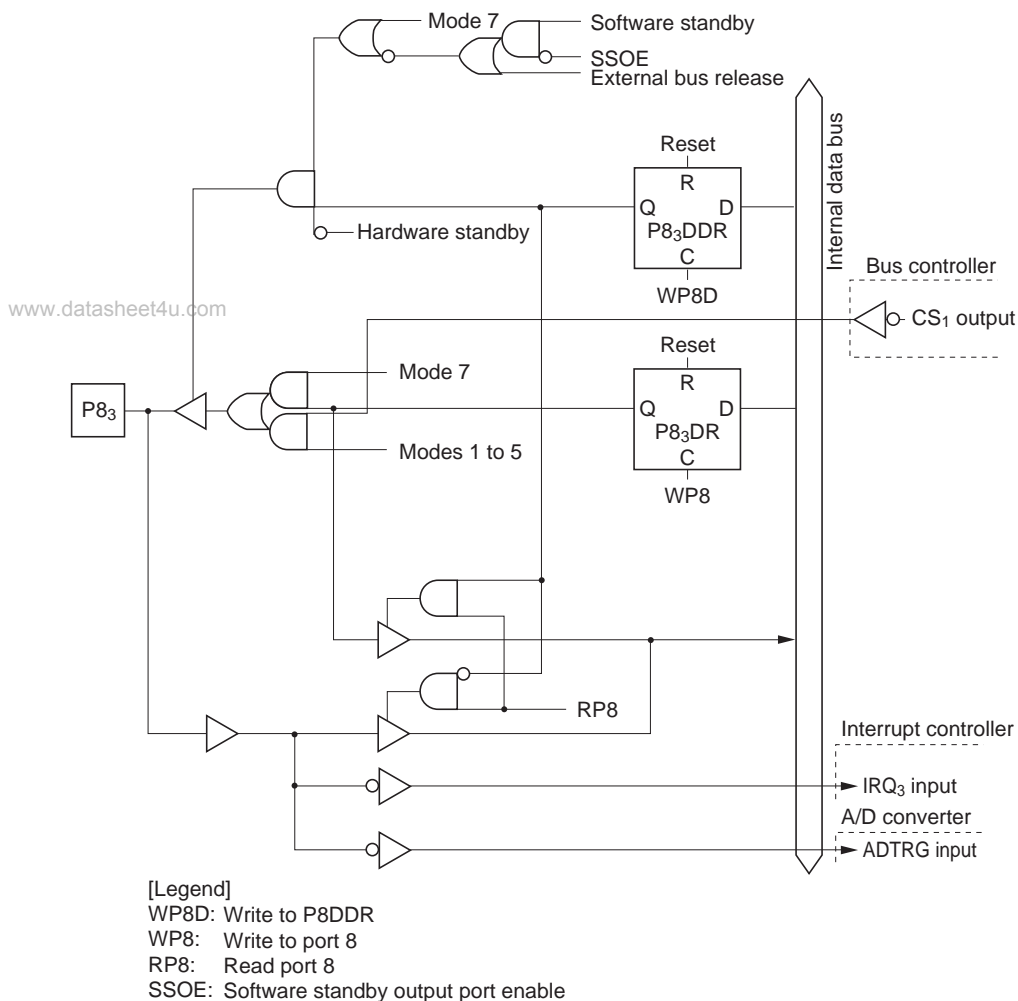 Mode 7
Software standby
SSOE
External bus release
Internal data bus
Reset
R
Q D
P8₃DDR
C
WP8D
Hardware standby
Bus controller
CS₁ output
www.datasheet4u.com
Reset
R
Q D
P8₃DR
C
WP8
Mode 7
P8₃
Modes 1 to 5
RP8
Interrupt controller
IRQ₃ input
A/D converter
ADTRG input
[Legend]
WP8D: Write to P8DDR
WP8: Write to port 8
RP8: Read port 8
SSOE: Software standby output port enable